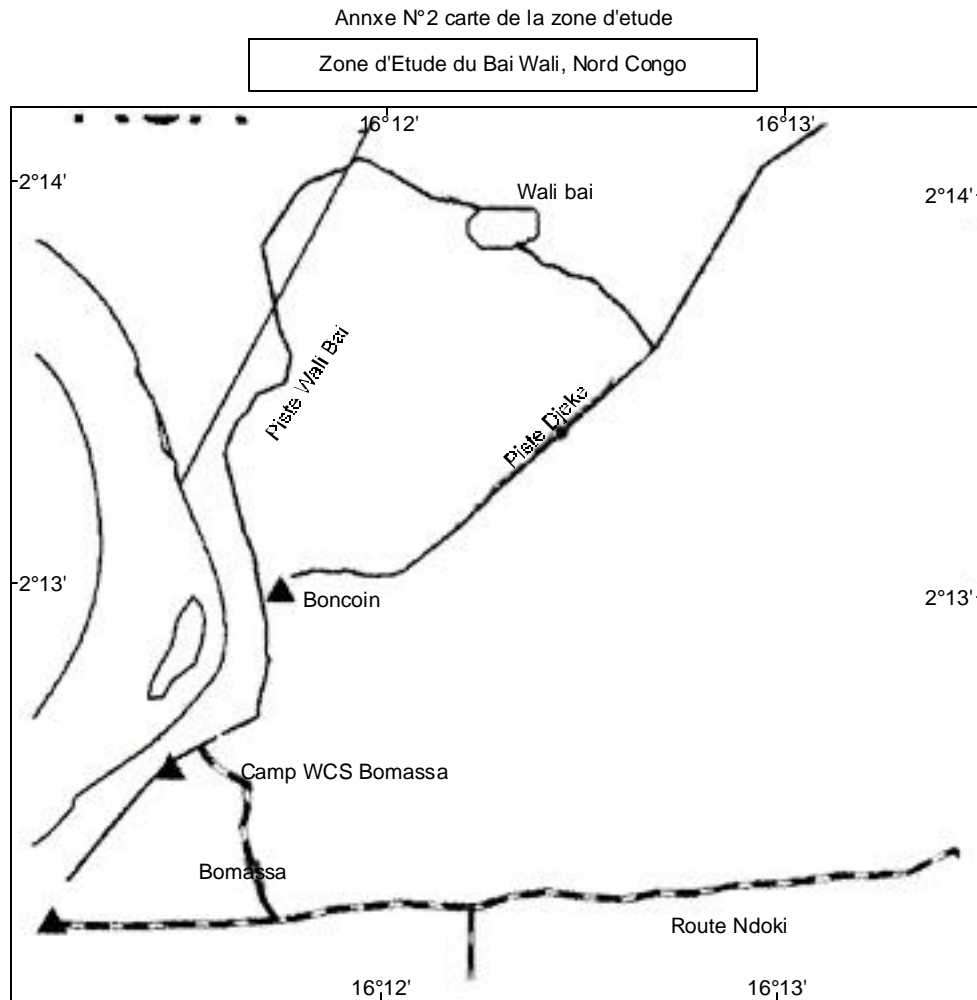 Annxe N°2 carte de la zone d'etude
Zone d'Etude du Bai Wali, Nord Congo
16°12'
16°13'
2°14'
Wali bai
2°14'
Piste Wali Bai
Piste Djeke
2°13'
Boncoin
2°13'
Camp WCS Bomassa
Bomassa
Route Ndoki
16°12'
16°13'